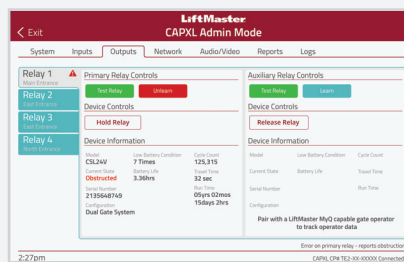 LiftMaster
Exit
CAPXL Admin Mode
System Inputs Outputs Network Audio/Video Reports Logs
Relay 1
Main Entrance
Relay 2
East Entrance
Relay 3
East Entrance
Relay 4
North Entrance
Primary Relay Controls
Test Relay Unlearn
Device Controls
Hold Relay
Device Information
Model Low Battery Condition Cycle Count
CSL24V 7 Times 125,315
Current State Battery Life Travel Time
Obstructed 3.36hrs 32 sec
Serial Number Run Time
2135648749 05yrs 02mos
15days 2hrs
Configuration
Dual Gate System
Auxiliary Relay Controls
Test Relay Learn
Device Controls
Release Relay
Device Information
Model Low Battery Condition Cycle Count
Current State Battery Life Travel Time
Serial Number Run Time
Configuration
Pair with a LiftMaster MyQ capable gate operator
to track operator data
Error on primary relay - reports obstruction
2:27pm
CAPXL CP# TE2-XX-XXXXX Connected